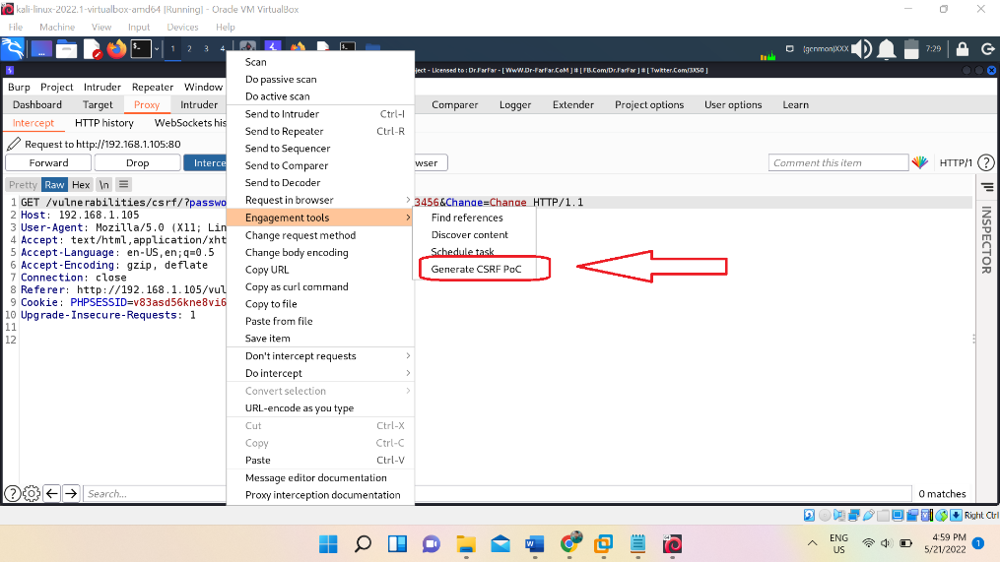 kali-linux-2022.1-virtualbox-amd64 [Running] - Oracle VM VirtualBox
File Machine View Input Devices Help
1 2 3 4 (genmon)XXX 7:29
ject - Licensed to : Dr.FarFar - [ WwW.Dr-FarFar.CoM ] # [ FB.Com/Dr.FarFar ] # [ Twitter.Com/3XS0 ]
Burp Project Intruder Repeater Window
Dashboard Target Proxy Intruder Comparer Logger Extender Project options User options Learn
Intercept HTTP history WebSockets his
Request to http://192.168.1.105:80
Forward Drop Interce wser Comment this item HTTP/1 ?
Pretty Raw Hex \n
1 GET /vulnerabilities/csrf/?passwo 3456&Change=Change HTTP/1.1
2 Host: 192.168.1.105
3 User-Agent: Mozilla/5.0 (X11; Lin
4 Accept: text/html,application/xht
5 Accept-Language: en-US,en;q=0.5
6 Accept-Encoding: gzip, deflate
7 Connection: close
8 Referer: http://192.168.1.105/vul
9 Cookie: PHPSESSID=v83asd56kne8vi6
10 Upgrade-Insecure-Requests: 1
11
12
INSPECTOR
Scan
Do passive scan
Do active scan
Send to Intruder Ctrl-I
Send to Repeater Ctrl-R
Send to Sequencer
Send to Comparer
Send to Decoder
Request in browser >
Engagement tools >
Change request method
Change body encoding
Copy URL
Copy as curl command
Copy to file
Paste from file
Save item
Don't intercept requests >
Do intercept >
Convert selection >
URL-encode as you type
Cut Ctrl-X
Copy Ctrl-C
Paste Ctrl-V
Message editor documentation
Proxy interception documentation
Find references
Discover content
Schedule task
Generate CSRF PoC
? Search... 0 matches
Right Ctrl
ENG
US
4:59 PM
5/21/2022
1